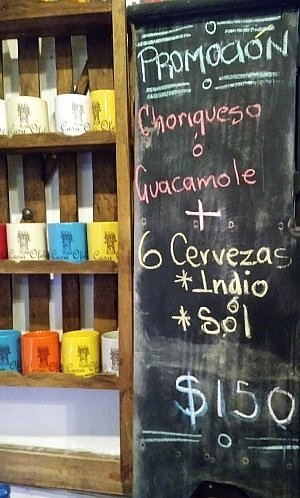 PROMOCIÓN
Choriqueso
ó
Guacamole
+
6 Cervezas
*Indio
ó
*Sol
$150